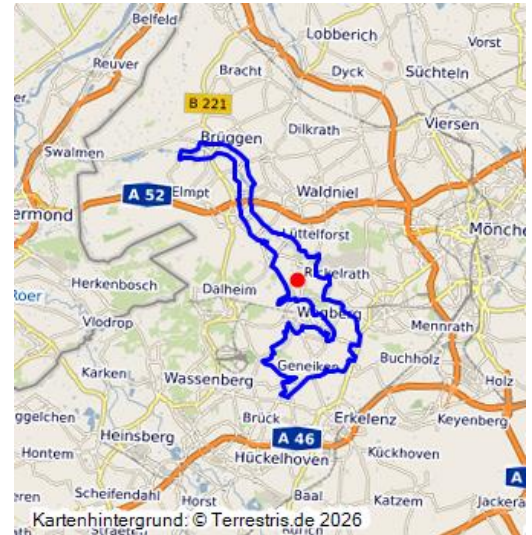 Belfeld
Lobberich
Vorst
Reuver
Bracht
Dyck
Süchteln
B 221
Viersen
Brüggen
Dilkrath
Swalmen
A 52
Elmpt
Waldniel
ermond
Mönche
Lüttelforst
Roer
Herkenbosch
Dalheim
Rickelrath
Vlodrop
Wegberg
Mennrath
Karken
Wassenberg
Geneiken
Buchholz
Holz
ggelchen
Brück
Erkelenz
Keyenberg
Heinsberg
A 46
Hontem
Hückelhoven
Kückhoven
A
Scheifendahl
Horst
Baal
Katzem
Jackera
Straeten
Rurich
Kartenhintergrund: © Terrestris.de 2026